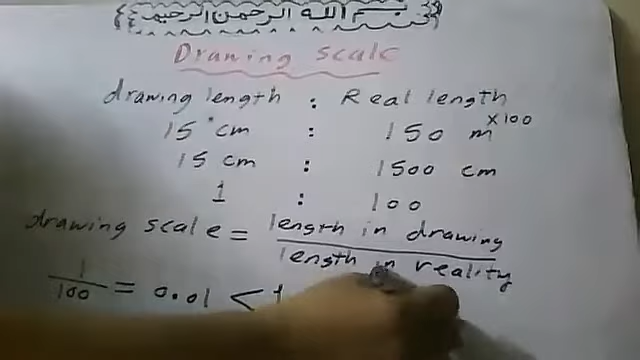 بسم الله الرحمن الرحيم
Drawing scale
drawing length : Real length
15 cm : 150 m ×100
15 cm : 1500 cm
1 : 100
drawing scale = length in drawing
length in reality
1/100 = 0.01 < 1